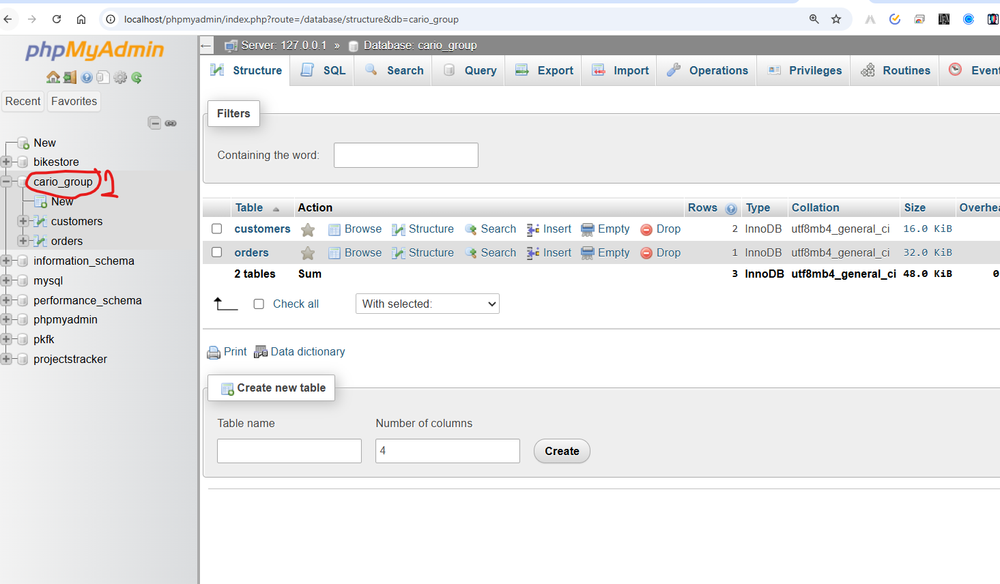 localhost/phpmyadmin/index.php?route=/database/structure&db=cario_group
phpMyAdmin
Recent Favorites
New
bikestore
cario_group 1
New
customers
orders
information_schema
mysql
performance_schema
phpmyadmin
pkfk
projectstracker
← Server: 127.0.0.1 » Database: cario_group
Structure SQL Search Query Export Import Operations Privileges Routines Event
Filters
Containing the word:
Table Action Rows Type Collation Size Overhea
customers Browse Structure Search Insert Empty Drop 2 InnoDB utf8mb4_general_ci 16.0 KiB
orders Browse Structure Search Insert Empty Drop 1 InnoDB utf8mb4_general_ci 32.0 KiB
2 tables Sum 3 InnoDB utf8mb4_general_ci 48.0 KiB 0
Check all With selected:
Print Data dictionary
Create new table
Table name Number of columns
4 Create